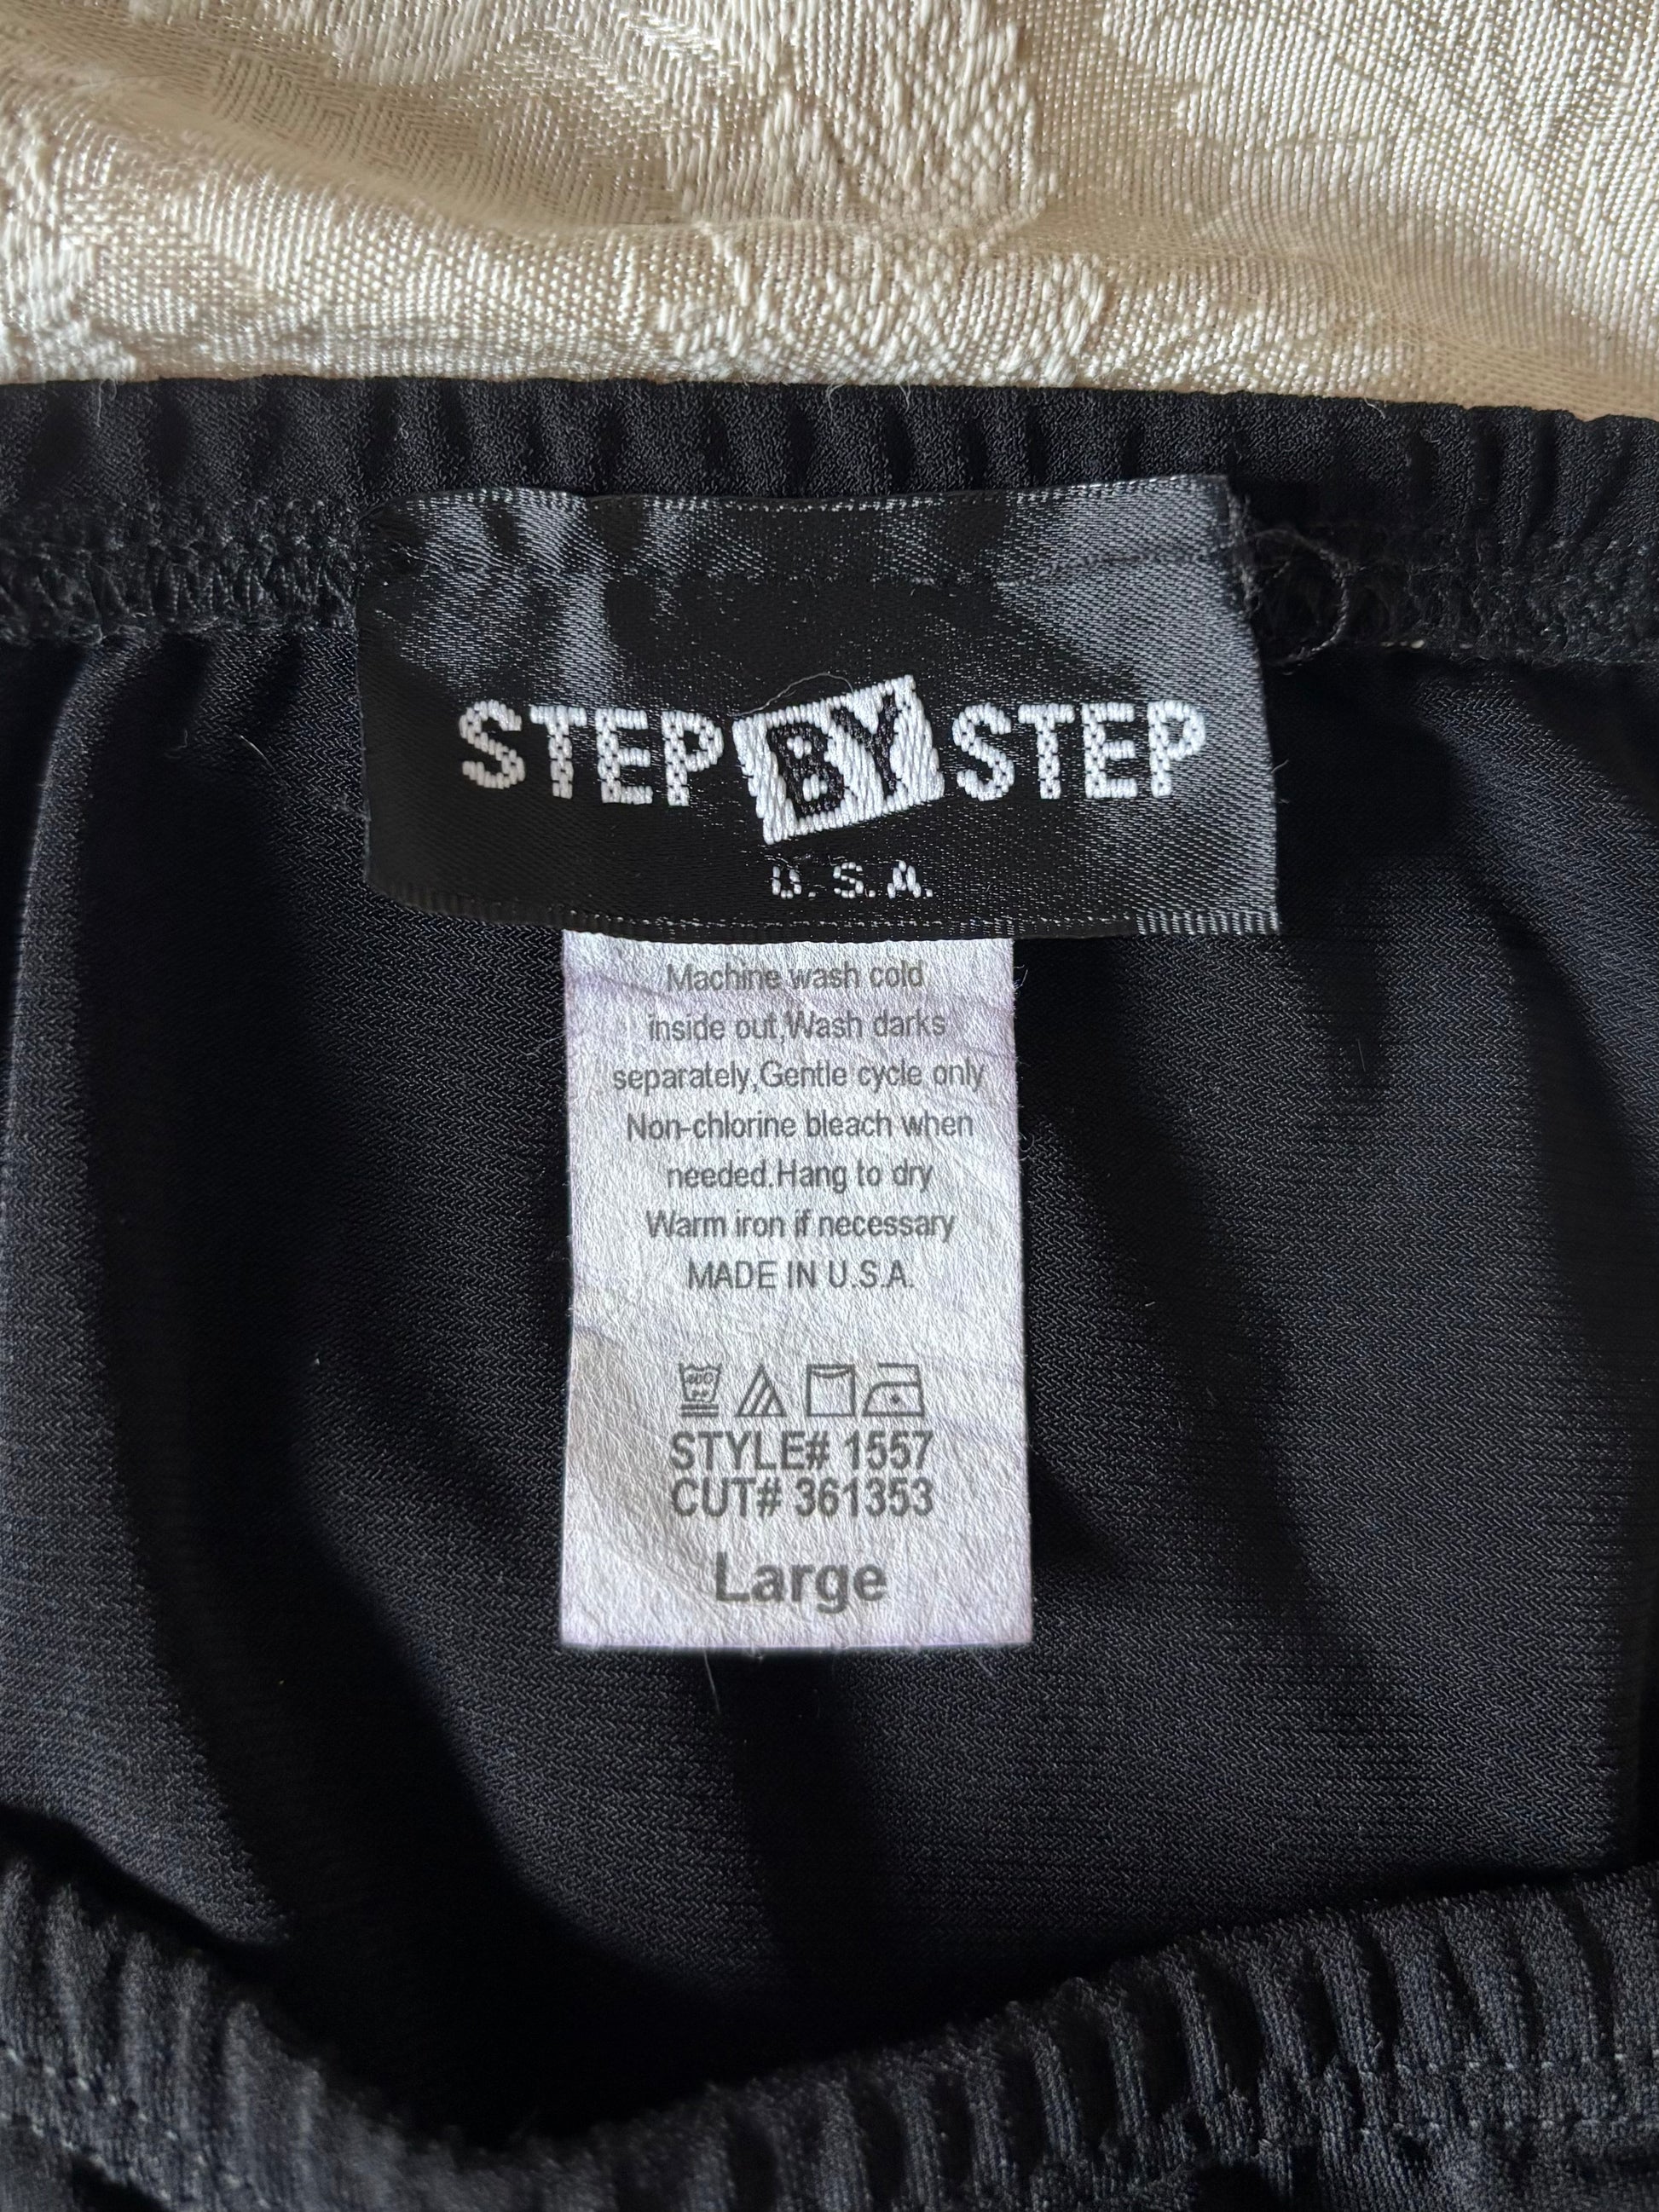 STEP BY STEP
U.S.A.
Machine wash cold
inside out,Wash darks
separately,Gentle cycle only
Non-chlorine bleach when
needed.Hang to dry
Warm iron if necessary
MADE IN U.S.A.
STYLE# 1557
CUT# 361353
Large